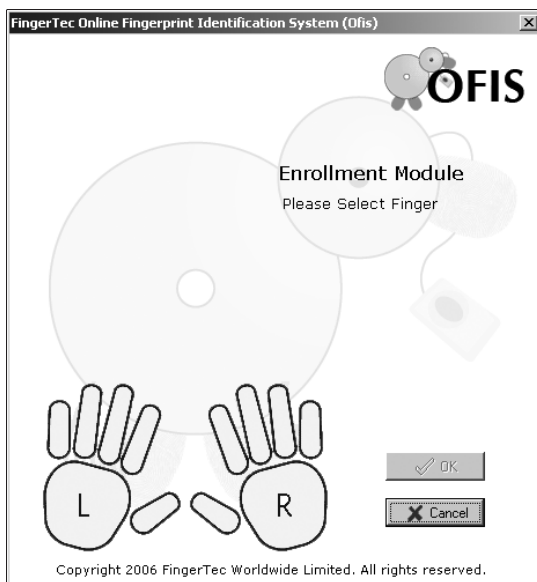 FingerTec Online Fingerprint Identification System (Ofis)
OFIS
Enrollment Module
Please Select Finger
L
R
OK
Cancel
Copyright 2006 FingerTec Worldwide Limited. All rights reserved.